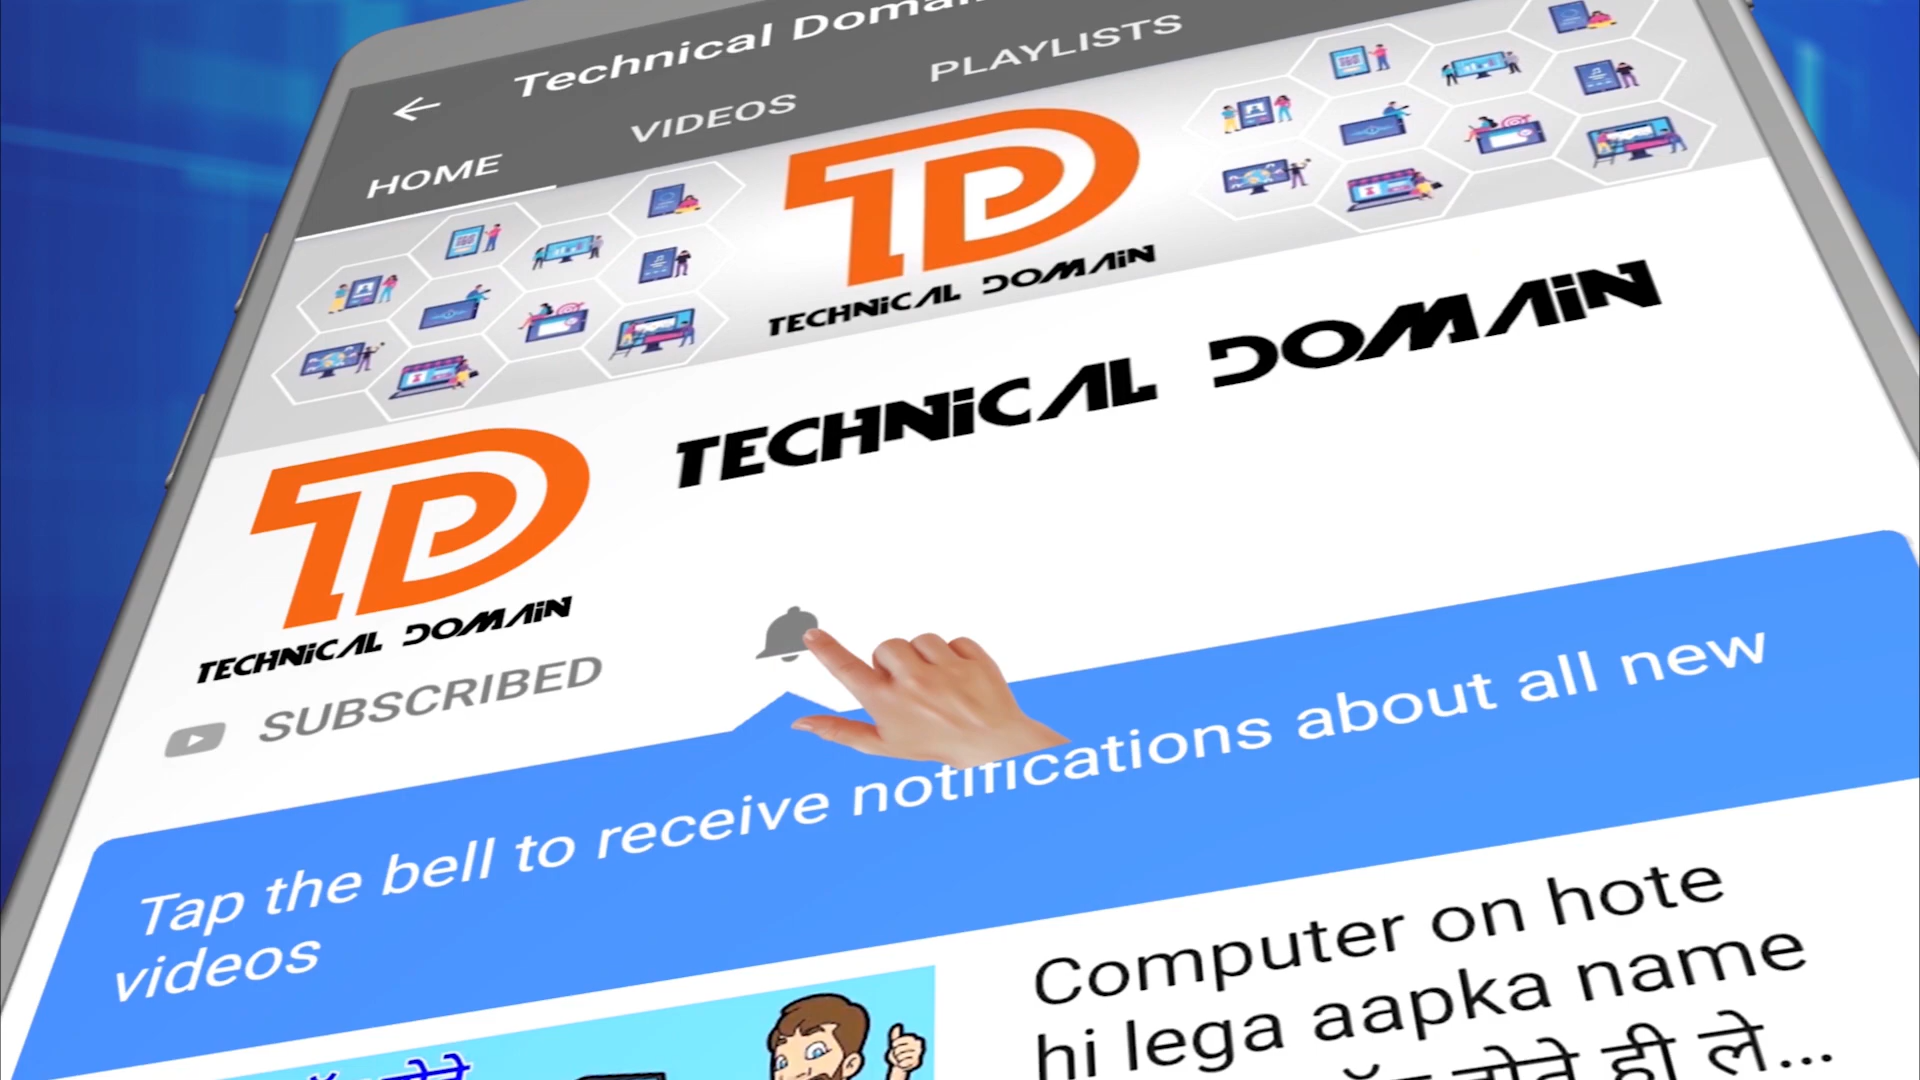 Technical Domain
HOME VIDEOS PLAYLISTS
TD
TECHNiCAL DOMAiN
TECHNiCAL DOMAiN
TD
TECHNiCAL DOMAiN
SUBSCRIBED
Tap the bell to receive notifications about all new
videos
Computer on hote
hi lega aapka name
होते ही ले...